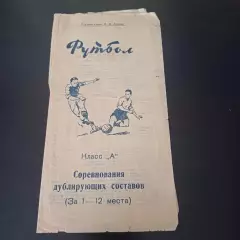 Футбол
Класс „А"
Соревнования
дублирующих составов
(За 1—12 места)